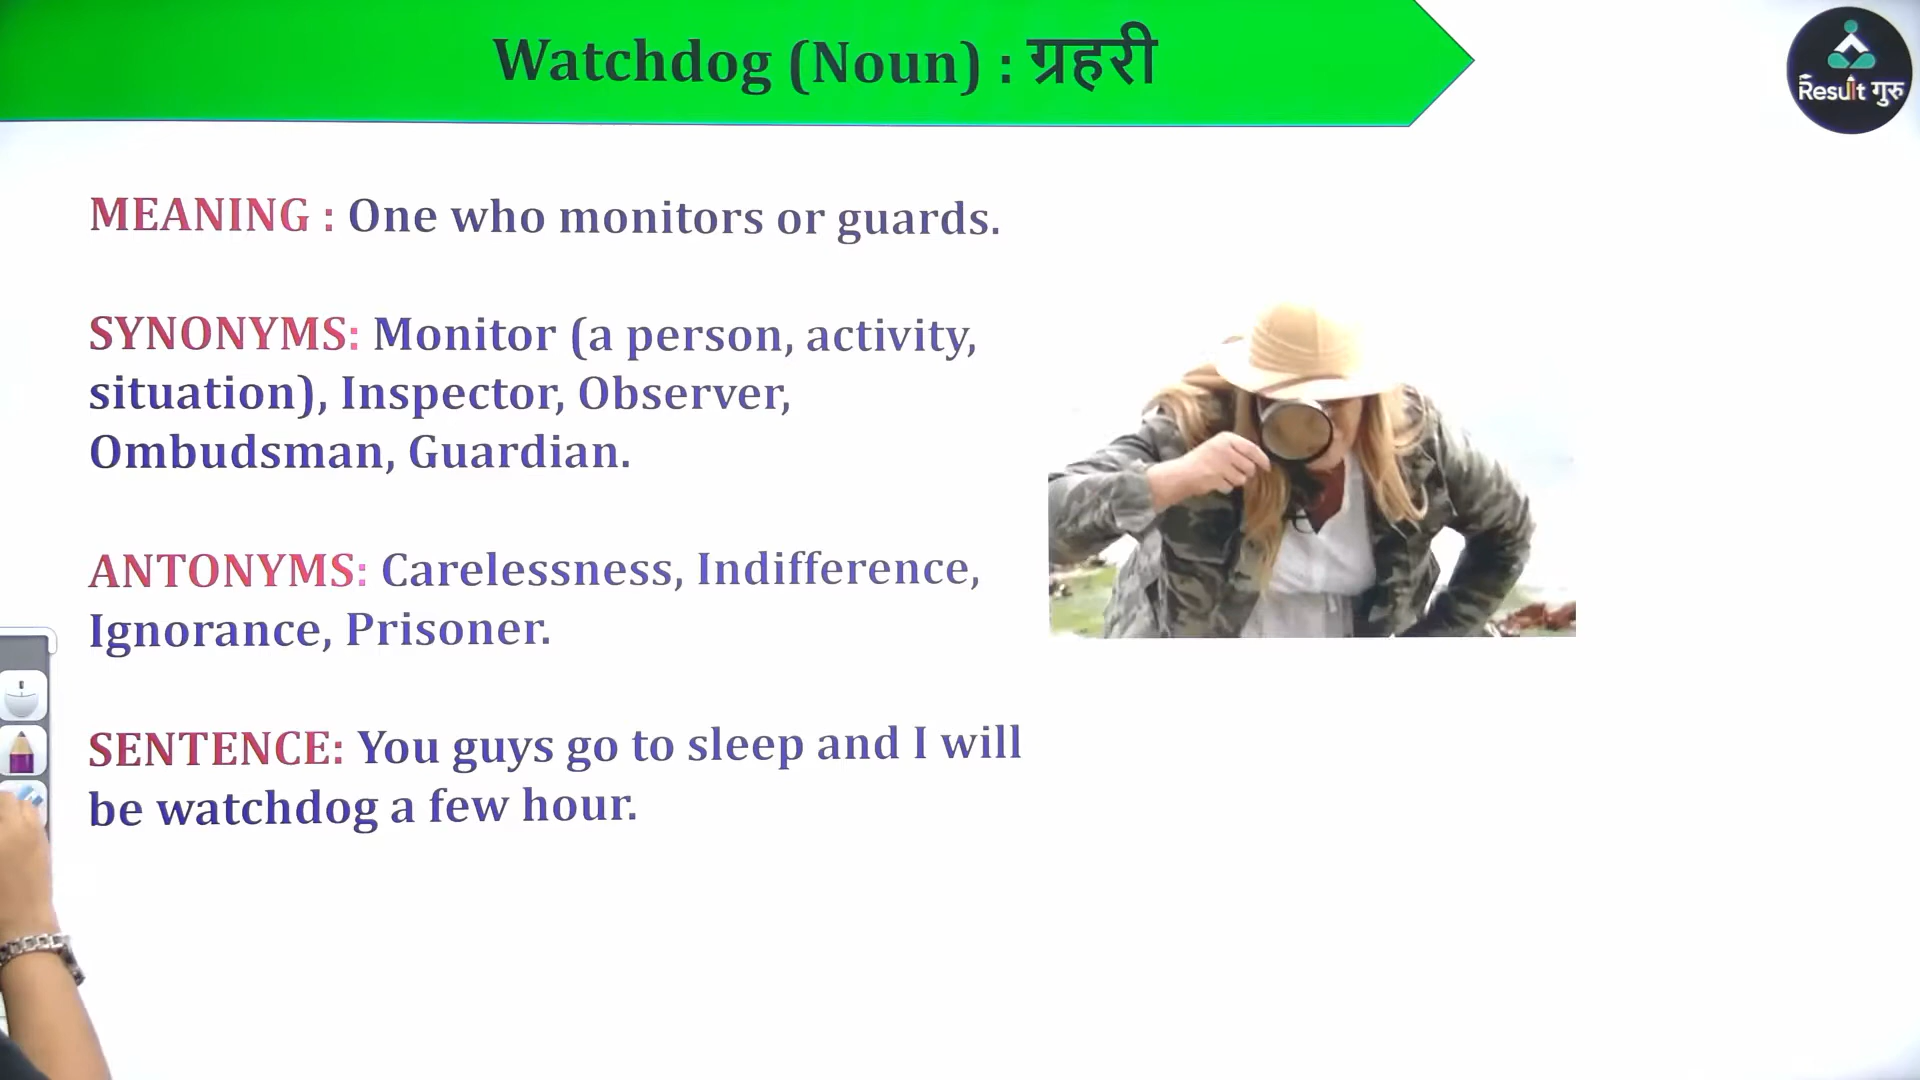 Watchdog (Noun) : ग्रहरी
Result गुरु
MEANING : One who monitors or guards.
SYNONYMS: Monitor (a person, activity,
situation), Inspector, Observer,
Ombudsman, Guardian.
ANTONYMS: Carelessness, Indifference,
Ignorance, Prisoner.
SENTENCE: You guys go to sleep and I will
be watchdog a few hour.